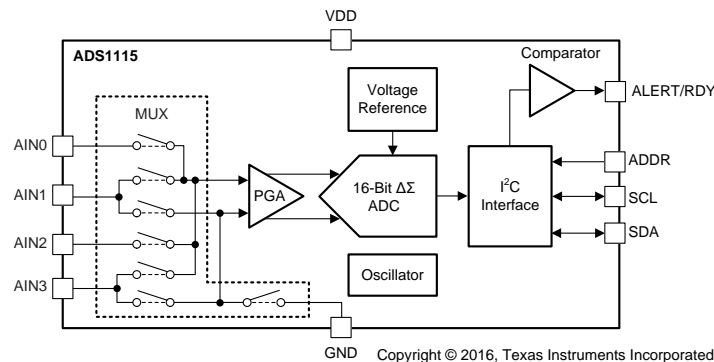 VDD
ADS1115
Comparator
Voltage
Reference
MUX
ALERT/RDY
AIN0
ADDR
AIN1
PGA
16-Bit ΔΣ
ADC
I²C
Interface
SCL
AIN2
SDA
AIN3
Oscillator
GND
Copyright © 2016, Texas Instruments Incorporated